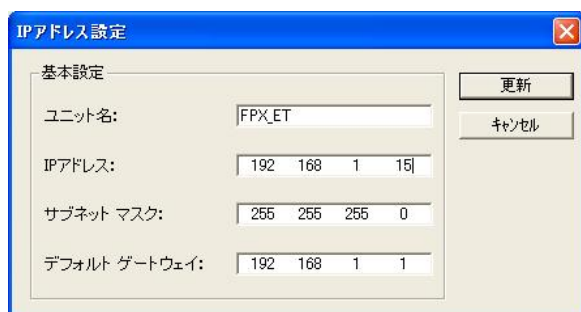 IPアドレス設定
基本設定
更新
ユニット名: FPX_ET
キャンセル
IPアドレス: 192 168 1 15
サブネット マスク: 255 255 255 0
デフォルト ゲートウェイ: 192 168 1 1